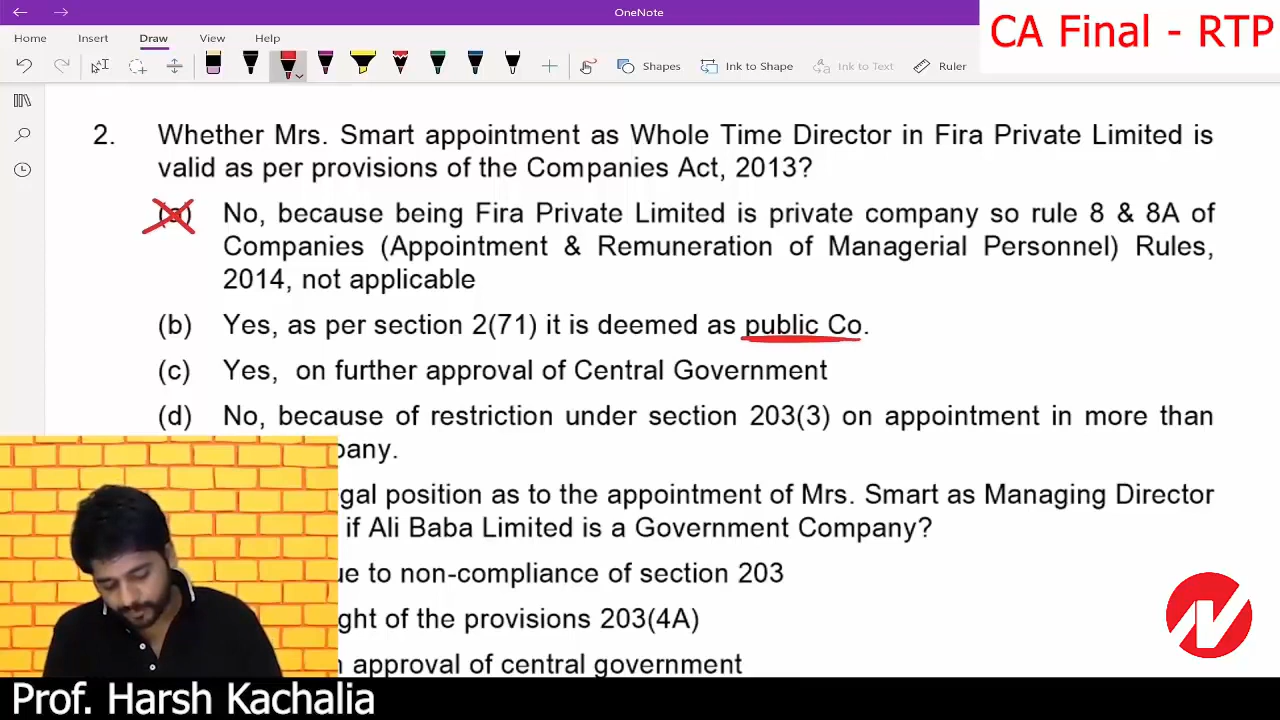 OneNote
CA Final - RTP
Home Insert Draw View Help
Shapes Ink to Shape Ink to Text Ruler
2. Whether Mrs. Smart appointment as Whole Time Director in Fira Private Limited is
valid as per provisions of the Companies Act, 2013?
No, because being Fira Private Limited is private company so rule 8 & 8A of
Companies (Appointment & Remuneration of Managerial Personnel) Rules,
2014, not applicable
(b) Yes, as per section 2(71) it is deemed as public Co.
(c) Yes, on further approval of Central Government
(d) No, because of restriction under section 203(3) on appointment in more than
pany.
gal position as to the appointment of Mrs. Smart as Managing Director
if Ali Baba Limited is a Government Company?
ue to non-compliance of section 203
ght of the provisions 203(4A)
approval of central government
Prof. Harsh Kachalia